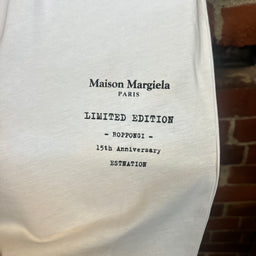 Maison Margiela
PARIS
LIMITED EDITION
- ROPPONGI -
15th Anniversary
ESTNATION